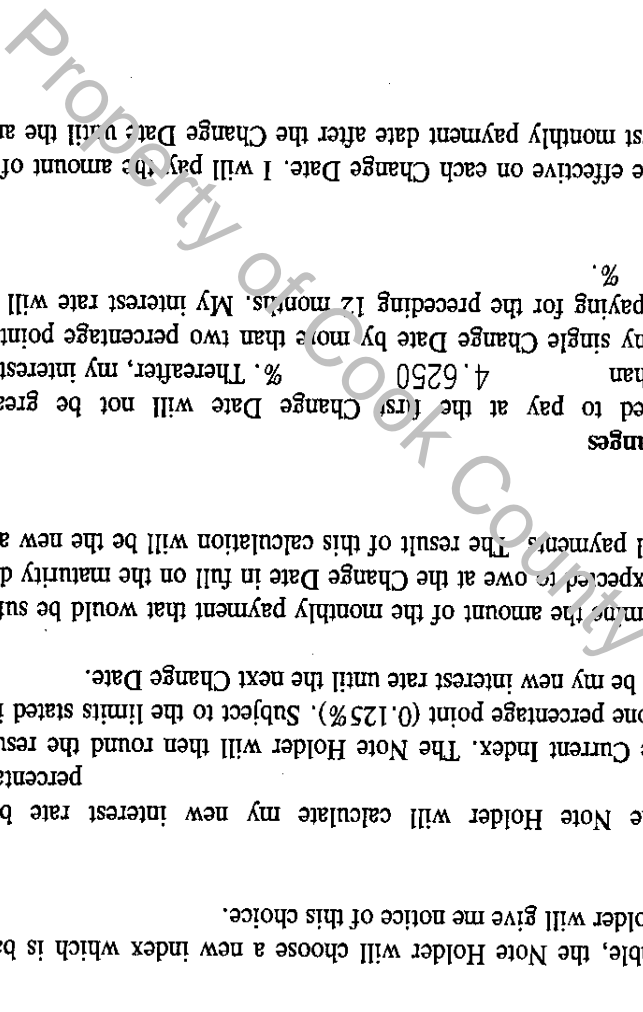 ble, the Note Holder will choose a new index which is ba
older will give me notice of this choice.
e Note Holder will calculate my new interest rate b
percenta
e Current Index. The Note Holder will then round the resu
one percentage point (0.125%). Subject to the limits stated i
be my new interest rate until the next Change Date.
mine the amount of the monthly payment that would be suf
expected to owe at the Change Date in full on the maturity d
l payments. The result of this calculation will be the new a
nges
ed to pay at the first Change Date will not be grea
han 4.6250 %. Thereafter, my interest
ny single Change Date by more than two percentage point
paying for the preceding 12 months. My interest rate will
%.
e effective on each Change Date. I will pay the amount of
st monthly payment date after the Change Date until the a
Property of Cook County